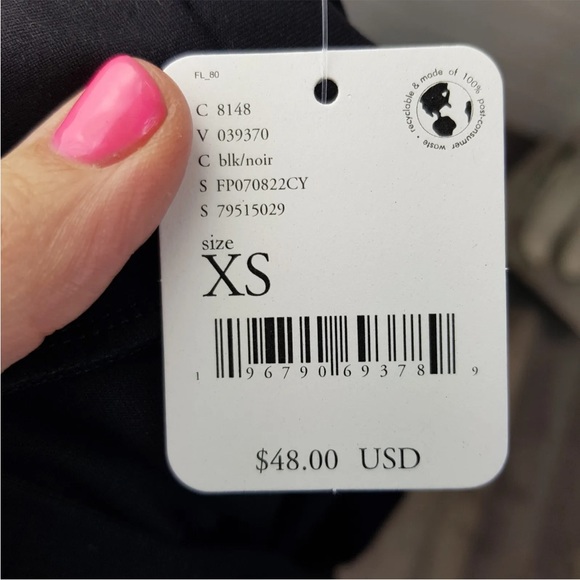 FL_80
recyclable & made of 100% post-consumer waste •
C 8148
V 039370
C blk/noir
S FP070822CY
S 79515029
size
XS
1 96790 69378 9
$48.00 USD